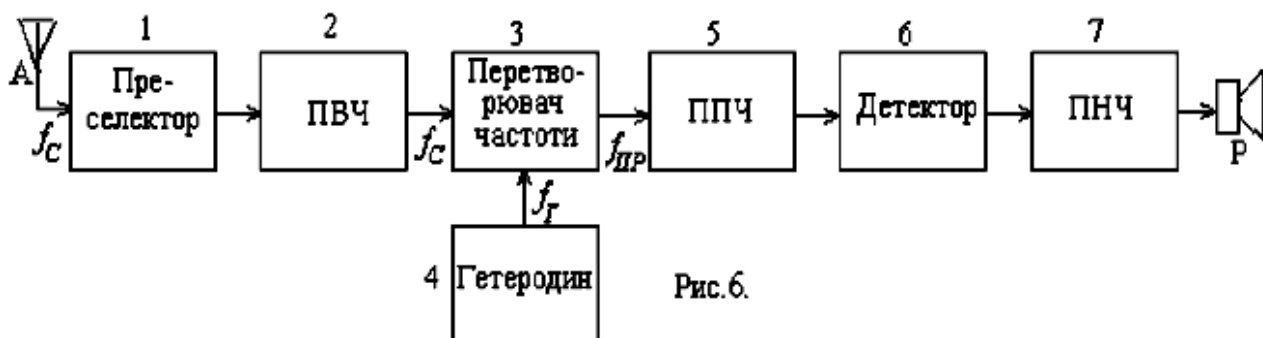 1
2
3
5
6
7
A
Пре-
селектор
ПВЧ
Перетво-
рювач
частоти
ППЧ
Детектор
ПНЧ
P
f_C
f_C
f_ПР
f_Г
4
Гетеродин
Рис.6.